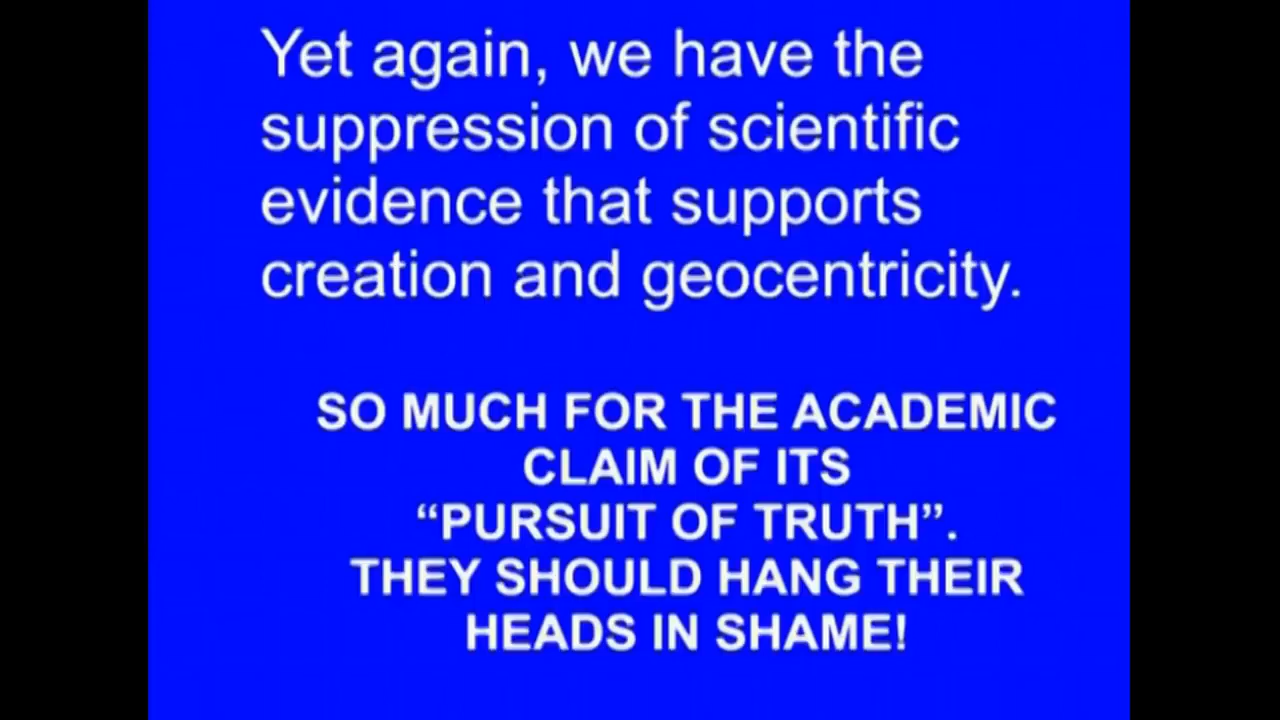 Yet again, we have the
suppression of scientific
evidence that supports
creation and geocentricity.
SO MUCH FOR THE ACADEMIC
CLAIM OF ITS
“PURSUIT OF TRUTH”.
THEY SHOULD HANG THEIR
HEADS IN SHAME!